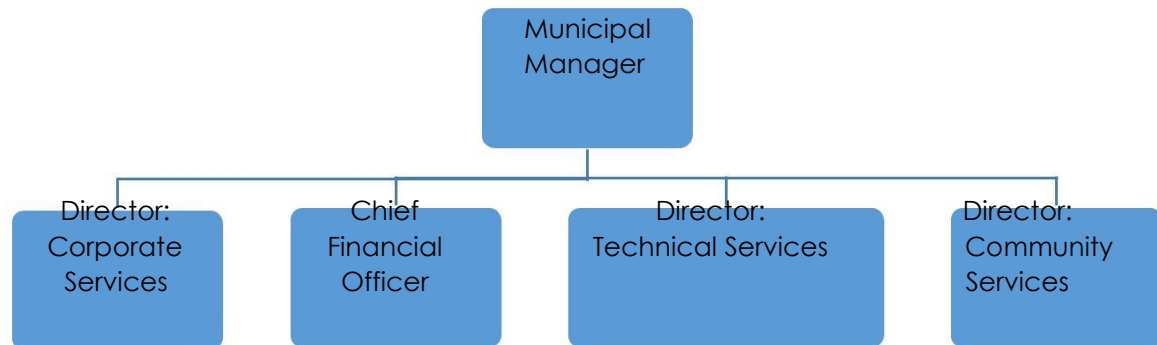 Municipal
Manager
Director:
Corporate
Services
Chief
Financial
Officer
Director:
Technical Services
Director:
Community
Services